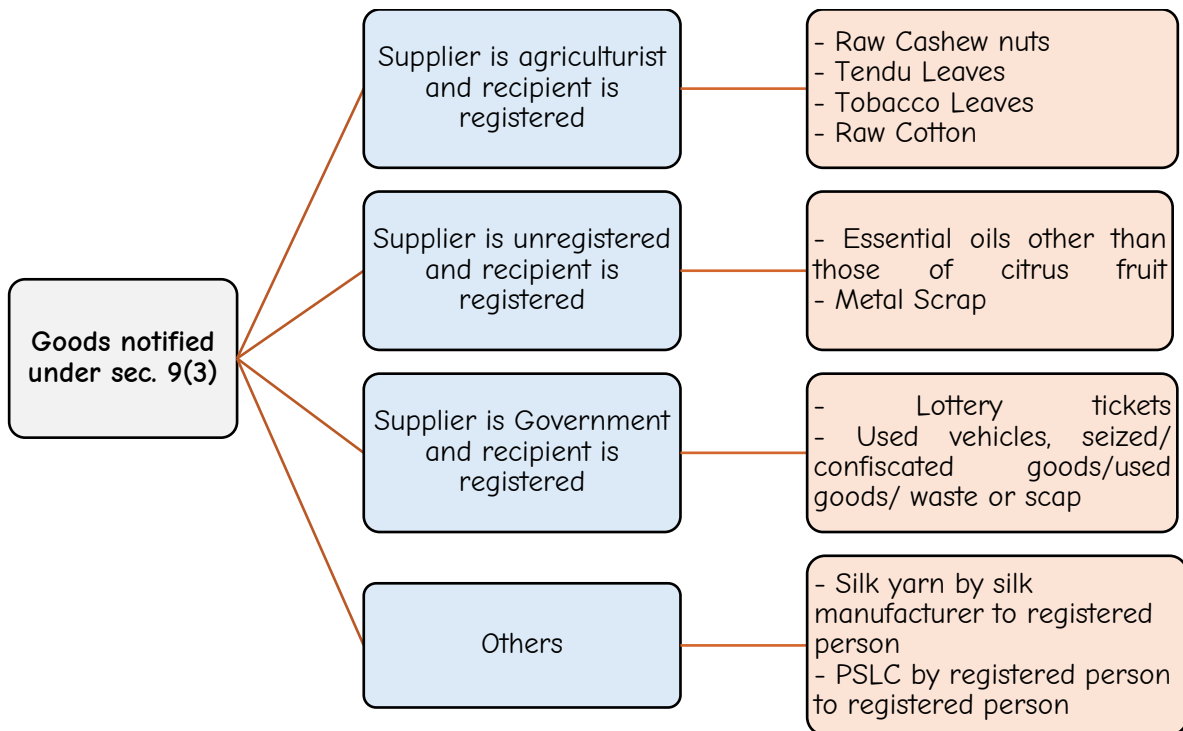 Goods notified
under sec. 9(3)
Supplier is agriculturist
and recipient is
registered
- Raw Cashew nuts
- Tendu Leaves
- Tobacco Leaves
- Raw Cotton
Supplier is unregistered
and recipient is
registered
- Essential oils other than
those of citrus fruit
- Metal Scrap
Supplier is Government
and recipient is
registered
- Lottery tickets
- Used vehicles, seized/
confiscated goods/used
goods/ waste or scap
Others
- Silk yarn by silk
manufacturer to registered
person
- PSLC by registered person
to registered person